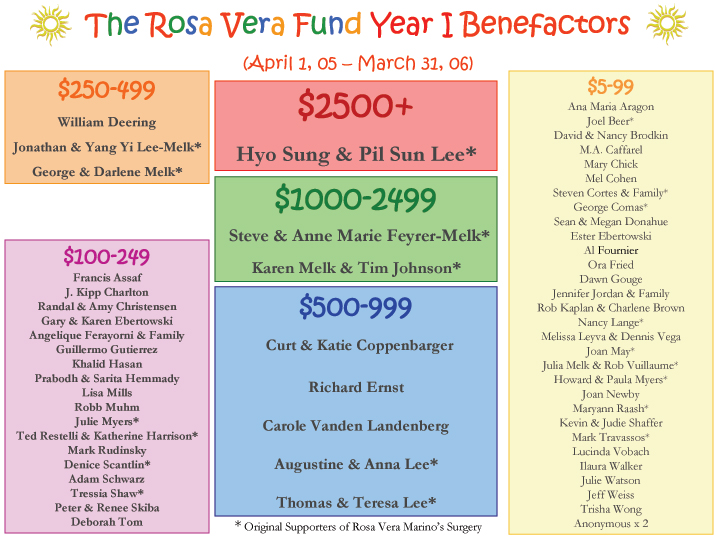 The Rosa Vera Fund Year I Benefactors
(April 1, 05 – March 31, 06)
$250-499
William Deering
Jonathan & Yang Yi Lee-Melk*
George & Darlene Melk*
$100-249
Francis Assaf
J. Kipp Charlton
Randal & Amy Christensen
Gary & Karen Ebertowski
Angelique Ferayorni & Family
Guillermo Gutierrez
Khalid Hasan
Prabodh & Sarita Hemmady
Lisa Mills
Robb Muhm
Julie Myers*
Ted Restelli & Katherine Harrison*
Mark Rudinsky
Denice Scantlin*
Adam Schwarz
Tressia Shaw*
Peter & Renee Skiba
Deborah Tom
$2500+
Hyo Sung & Pil Sun Lee*
$1000-2499
Steve & Anne Marie Feyrer-Melk*
Karen Melk & Tim Johnson*
$500-999
Curt & Katie Coppenbarger
Richard Ernst
Carole Vanden Landenberg
Augustine & Anna Lee*
Thomas & Teresa Lee*
* Original Supporters of Rosa Vera Marino's Surgery
$5-99
Ana Maria Aragon
Joel Beer*
David & Nancy Brodkin
M.A. Caffarel
Mary Chick
Mel Cohen
Steven Cortes & Family*
George Comas*
Sean & Megan Donahue
Ester Ebertowski
Al Fournier
Ora Fried
Dawn Gouge
Jennifer Jordan & Family
Rob Kaplan & Charlene Brown
Nancy Lange*
Melissa Leyva & Dennis Vega
Joan May*
Julia Melk & Rob Vuillaume*
Howard & Paula Myers*
Joan Newby
Maryann Raash*
Kevin & Judie Shaffer
Mark Travassos*
Lucinda Vobach
Ilaura Walker
Julie Watson
Jeff Weiss
Trisha Wong
Anonymous x 2